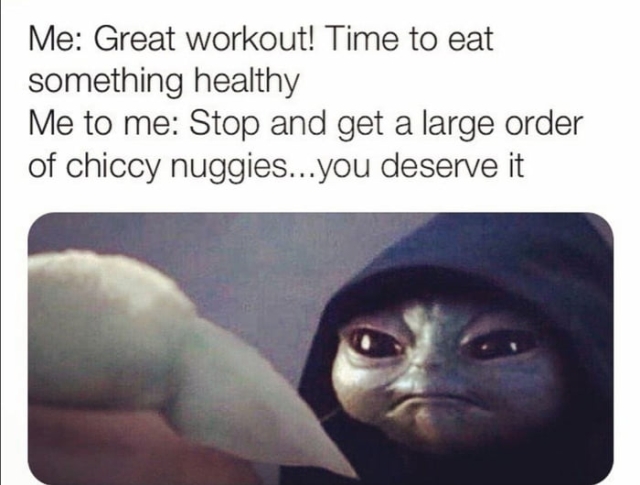 Me: Great workout! Time to eat
something healthy
Me to me: Stop and get a large order
of chiccy nuggies...you deserve it